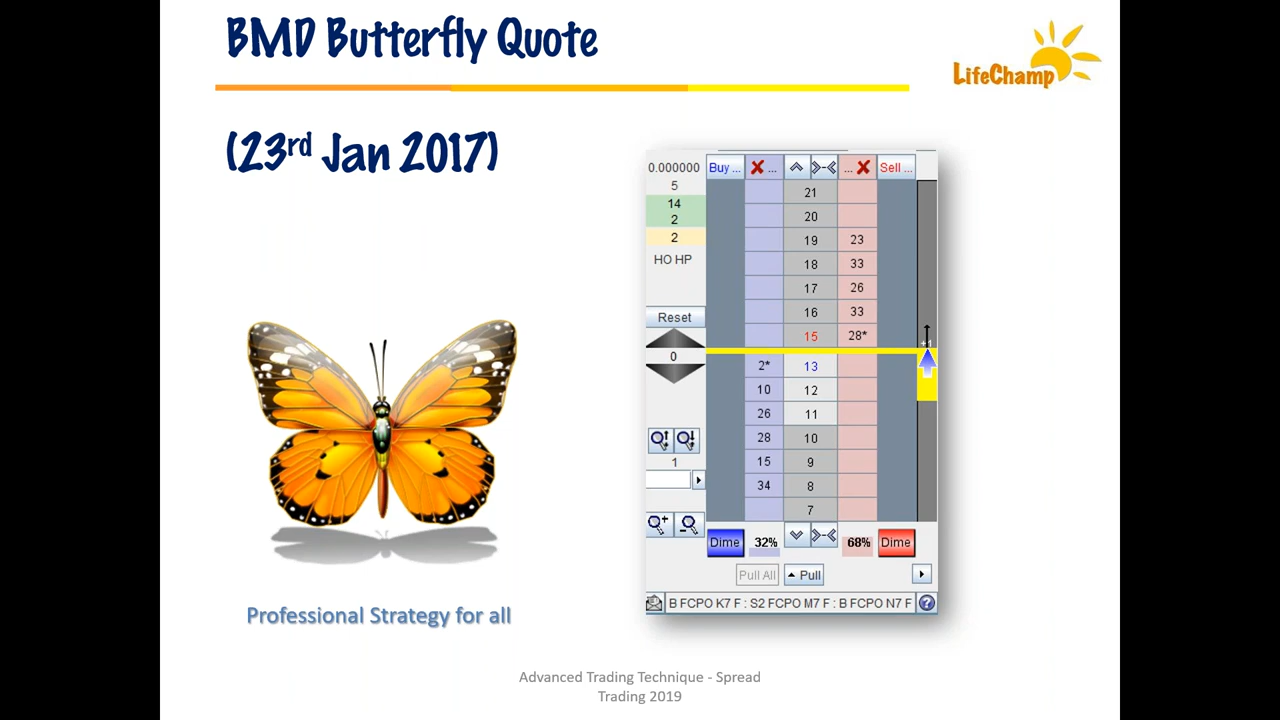 BMD Butterfly Quote
LifeChamp
(23rd Jan 2017)
0.000000 Buy ... ... ... Sell ...
5
14
2
2
HO HP
Reset
0
1
21
20
19 23
18 33
17 26
16 33
15 28*
2* 13
10 12
26 11
28 10
15 9
34 8
7
+1
Dime 32% 68% Dime
Pull All Pull
B FCPO K7 F : S2 FCPO M7 F : B FCPO N7 F ?
Professional Strategy for all
Advanced Trading Technique - Spread
Trading 2019